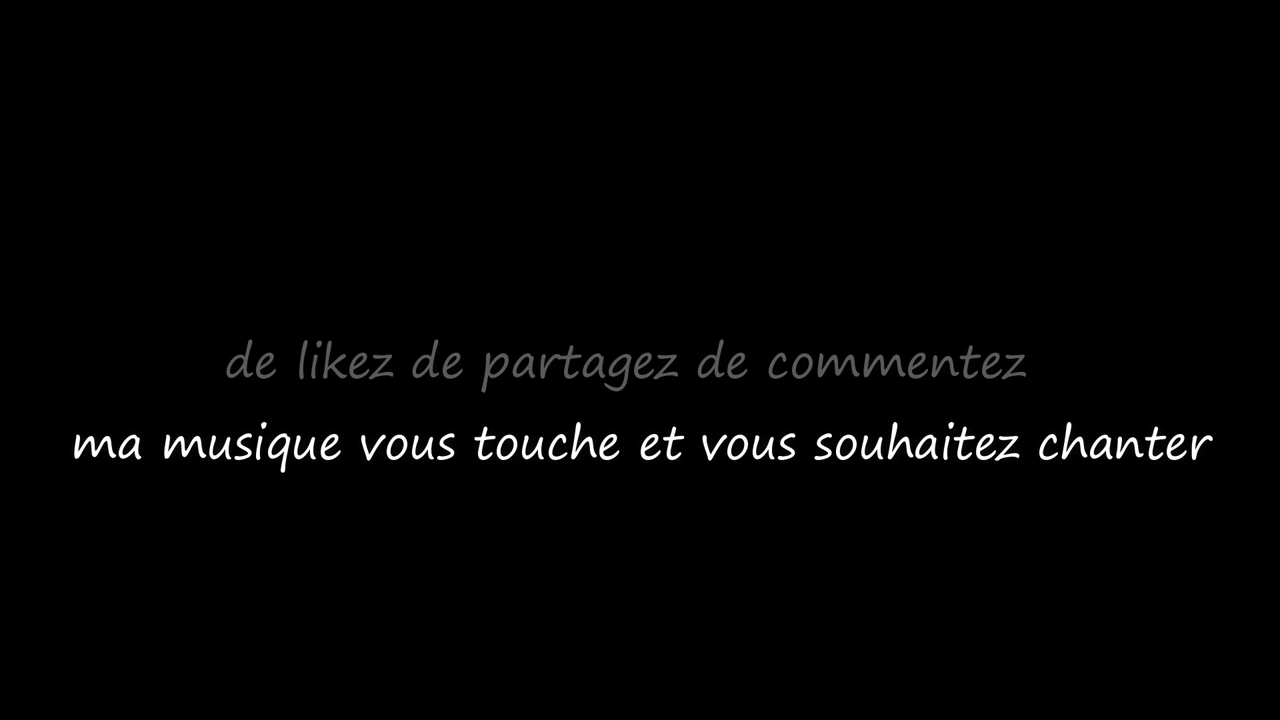 de likez de partagez de commentez
ma musique vous touche et vous souhaitez chanter